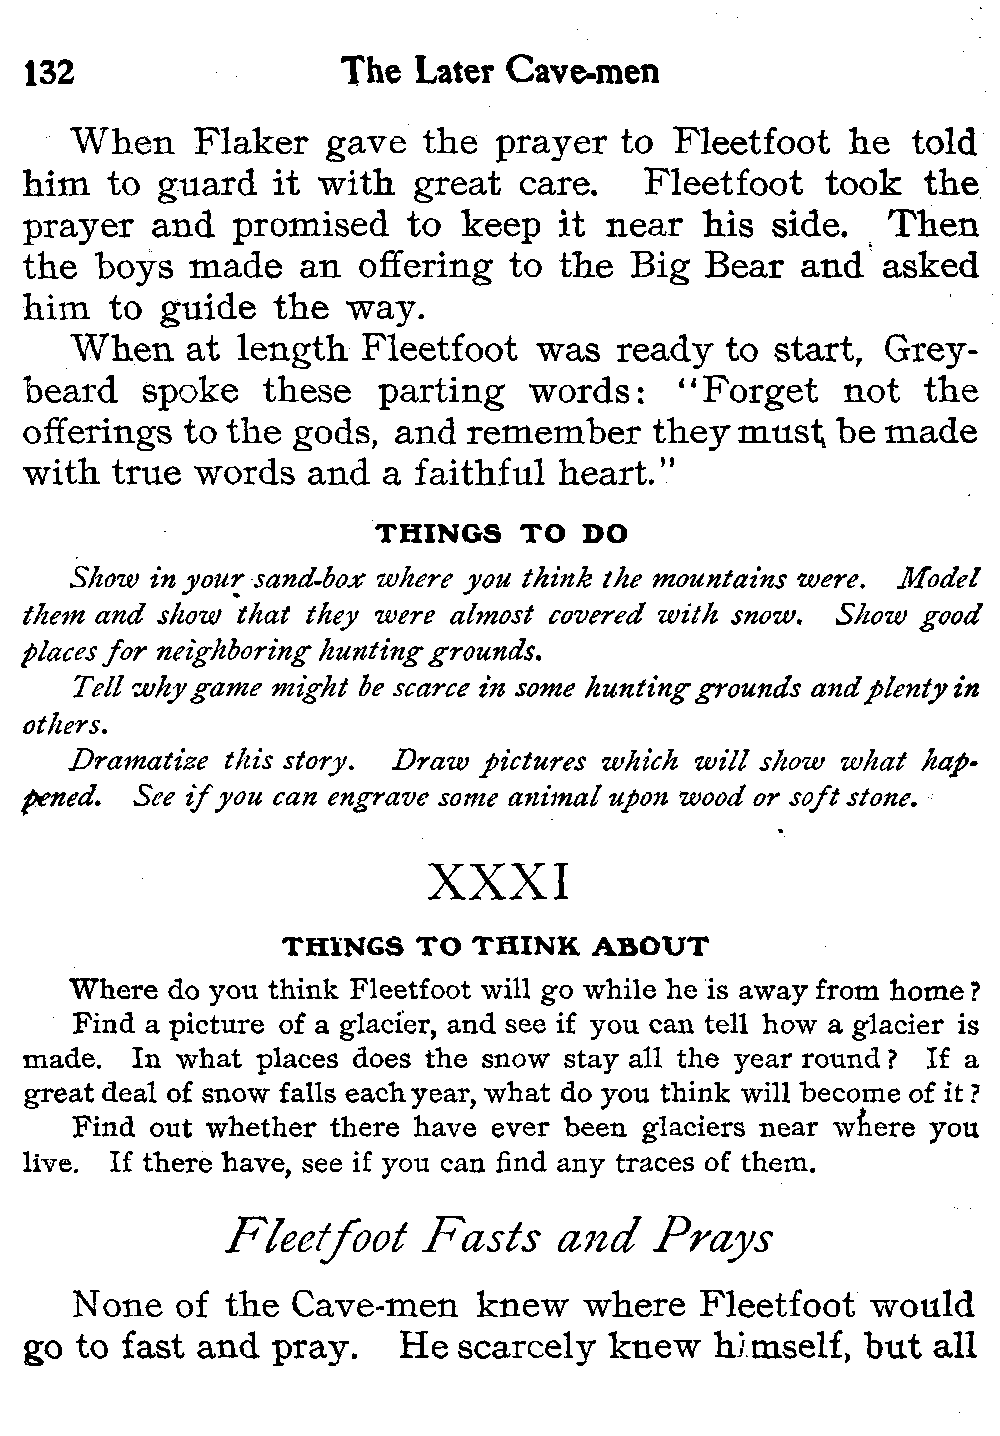 132 The Later Cave-men
When Flaker gave the prayer to Fleetfoot he told
him to guard it with great care. Fleetfoot took the
prayer and promised to keep it near his side. Then
the boys made an offering to the Big Bear and asked
him to guide the way.
When at length Fleetfoot was ready to start, Grey-
beard spoke these parting words: "Forget not the
offerings to the gods, and remember they must be made
with true words and a faithful heart."
THINGS TO DO
Show in your sand-box where you think the mountains were. Model
them and show that they were almost covered with snow. Show good
places for neighboring hunting grounds.
Tell why game might be scarce in some hunting grounds and plenty in
others.
Dramatize this story. Draw pictures which will show what hap-
pened. See if you can engrave some animal upon wood or soft stone.
XXXI
THINGS TO THINK ABOUT
Where do you think Fleetfoot will go while he is away from home?
Find a picture of a glacier, and see if you can tell how a glacier is
made. In what places does the snow stay all the year round? If a
great deal of snow falls each year, what do you think will become of it?
Find out whether there have ever been glaciers near where you
live. If there have, see if you can find any traces of them.
Fleetfoot Fasts and Prays
None of the Cave-men knew where Fleetfoot would
go to fast and pray. He scarcely knew himself, but all